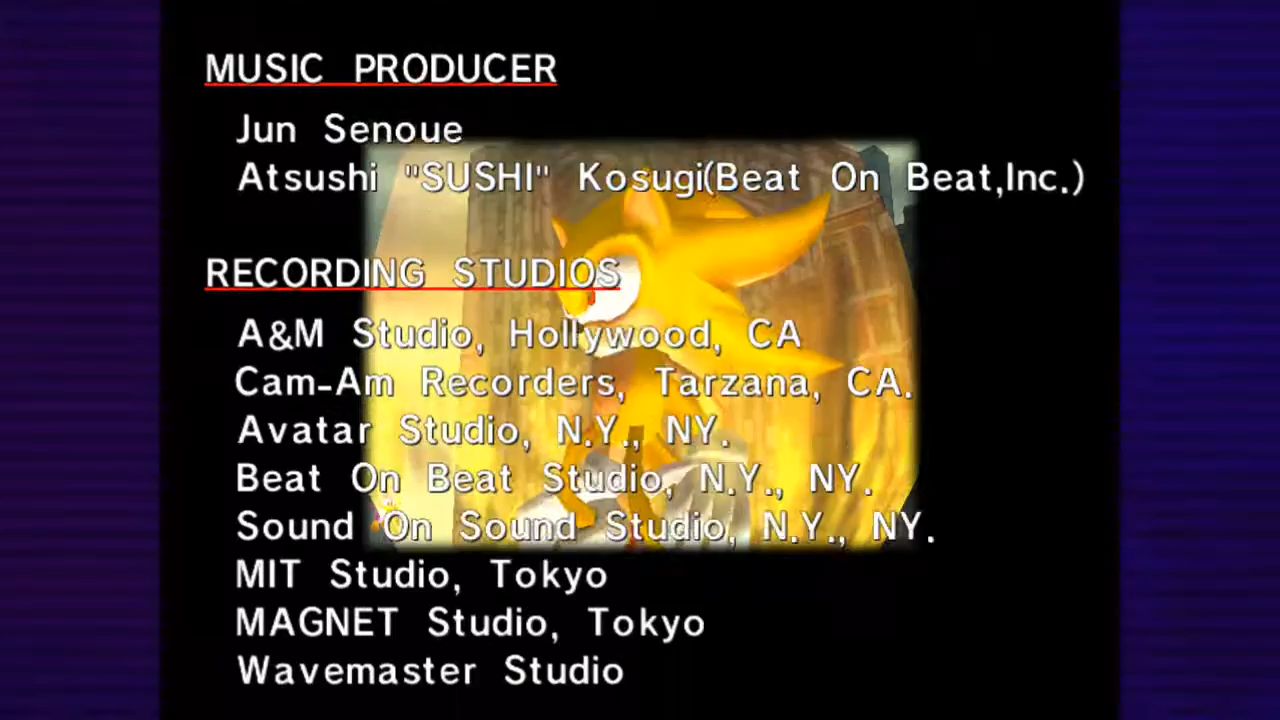 MUSIC PRODUCER
Jun Senoue
Atsushi "SUSHI" Kosugi(Beat On Beat,Inc.)
RECORDING STUDIOS
A&M Studio, Hollywood, CA
Cam-Am Recorders, Tarzana, CA.
Avatar Studio, N.Y., NY.
Beat On Beat Studio, N.Y., NY.
Sound On Sound Studio, N.Y., NY.
MIT Studio, Tokyo
MAGNET Studio, Tokyo
Wavemaster Studio